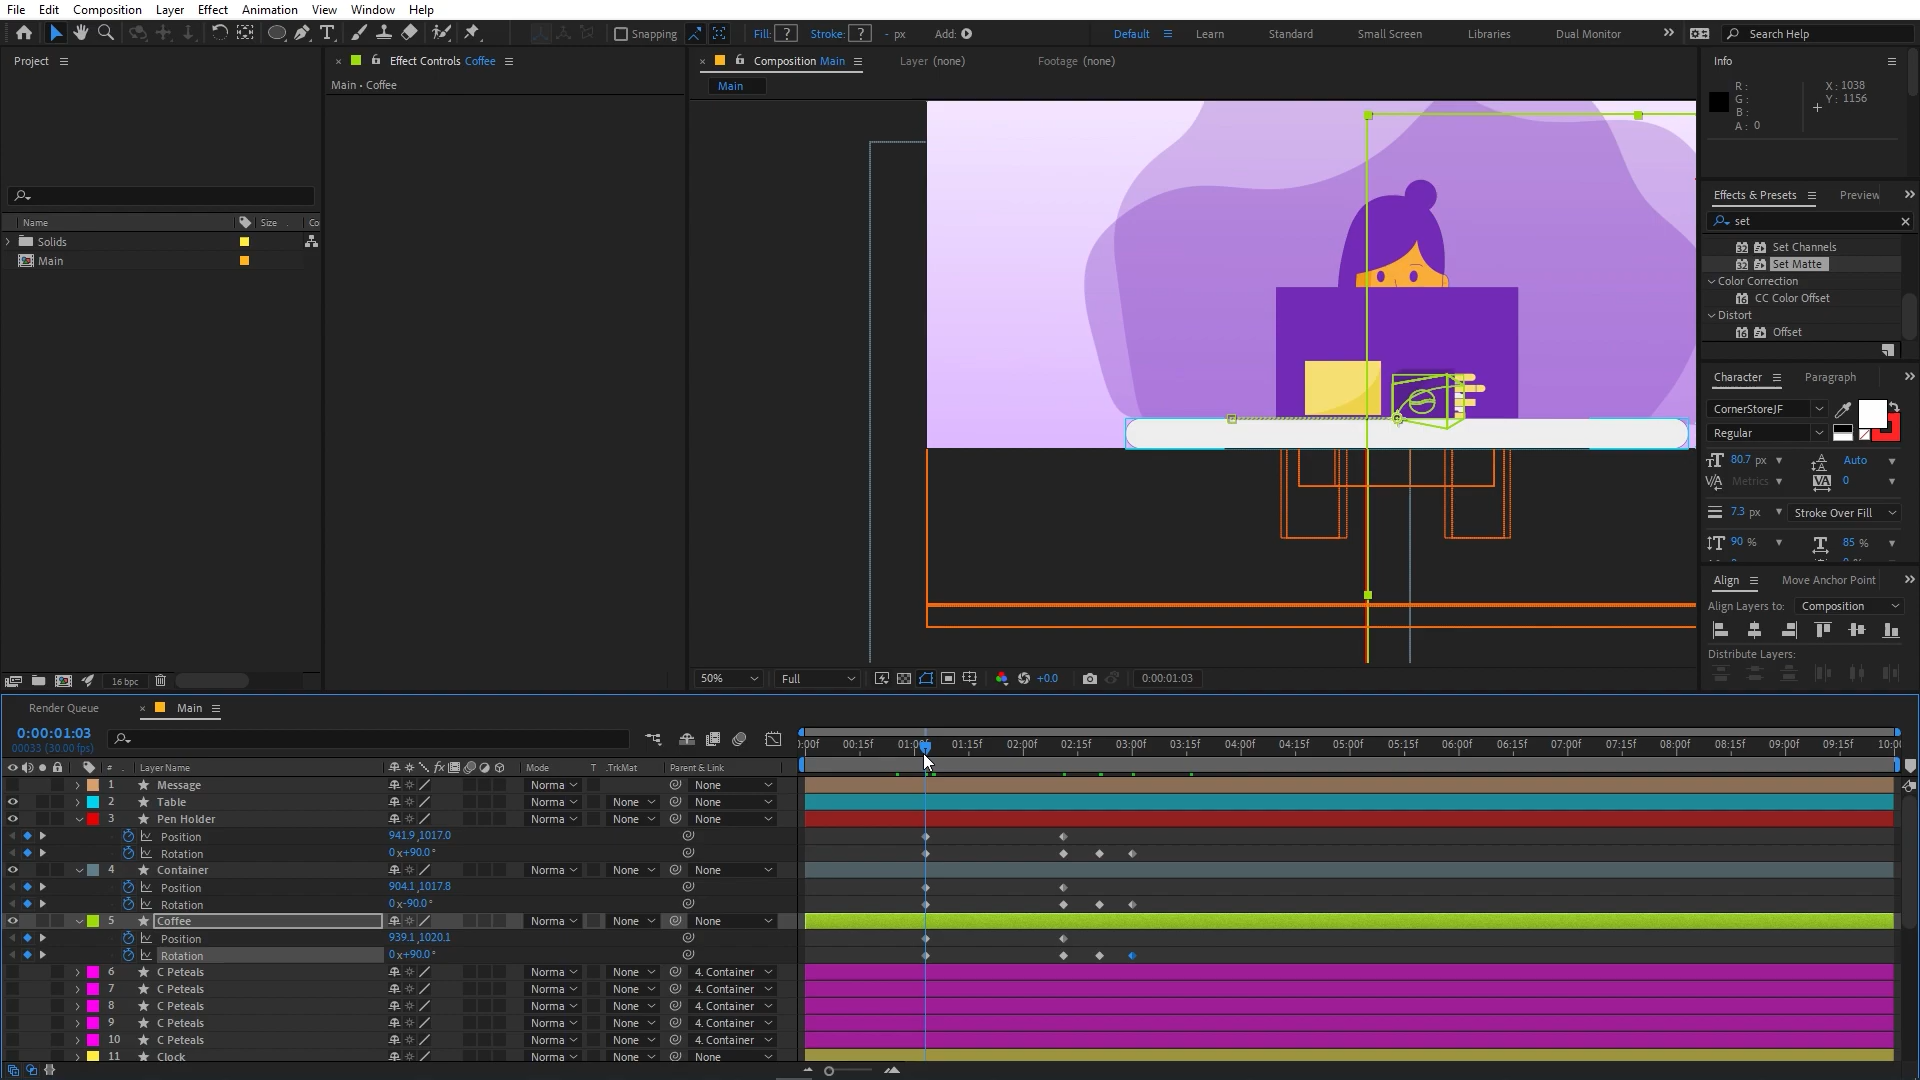 File Edit Composition Layer Effect Animation View Window Help
Snapping Fill: ? Stroke: ? - px Add: Default Learn Standard Small Screen Libraries Dual Monitor Search Help
Project Effect Controls Coffee Composition Main Layer (none) Footage (none) Info
Main • Coffee Main
R: X: 1038
G: Y: 1156
B:
A: 0
Effects & Presets Preview
set
Name Size
Solids
Main
Set Channels
Set Matte
Color Correction
CC Color Offset
Distort
Offset
Character Paragraph
CornerStoreJF
Regular
80.7 px Auto
Metrics 0
7.3 px Stroke Over Fill
90 % 85 %
Align Move Anchor Point
Align Layers to: Composition
Distribute Layers:
16 bpc 50% Full +0.0 0:00:01:03
Render Queue Main
0:00:01:03
00033 (30.00 fps)
00f 00:15f 01:00f 01:15f 02:00f 02:15f 03:00f 03:15f 04:00f 04:15f 05:00f 05:15f 06:00f 06:15f 07:00f 07:15f 08:00f 08:15f 09:00f 09:15f 10:0
# Layer Name Mode T .TrkMat Parent & Link
1 Message Norma None
2 Table Norma None None
3 Pen Holder Norma None None
Position 941.9,1017.0
Rotation 0x+90.0°
4 Container Norma None None
Position 904.1,1017.8
Rotation 0x-90.0°
5 Coffee Norma None None
Position 939.1,1020.1
Rotation 0x+90.0°
6 C Peteals Norma None 4. Container
7 C Peteals Norma None 4. Container
8 C Peteals Norma None 4. Container
9 C Peteals Norma None 4. Container
10 C Peteals Norma None 4. Container
11 Clock Norma None None